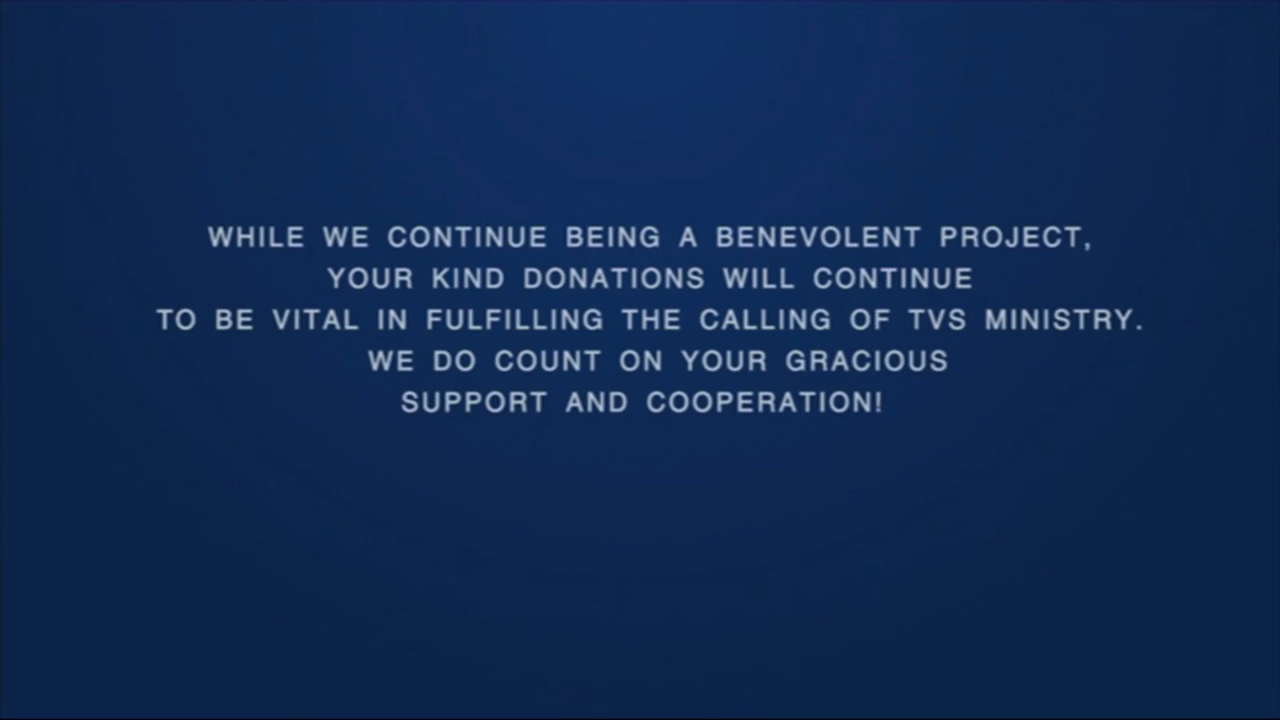 WHILE WE CONTINUE BEING A BENEVOLENT PROJECT,
YOUR KIND DONATIONS WILL CONTINUE
TO BE VITAL IN FULFILLING THE CALLING OF TVS MINISTRY.
WE DO COUNT ON YOUR GRACIOUS
SUPPORT AND COOPERATION!